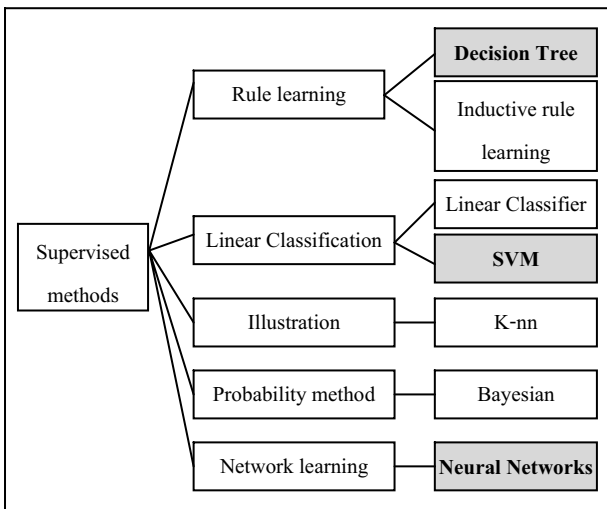 Supervised
methods
Rule learning
Decision Tree
Inductive rule
learning
Linear Classification
Linear Classifier
SVM
Illustration
K-nn
Probability method
Bayesian
Network learning
Neural Networks